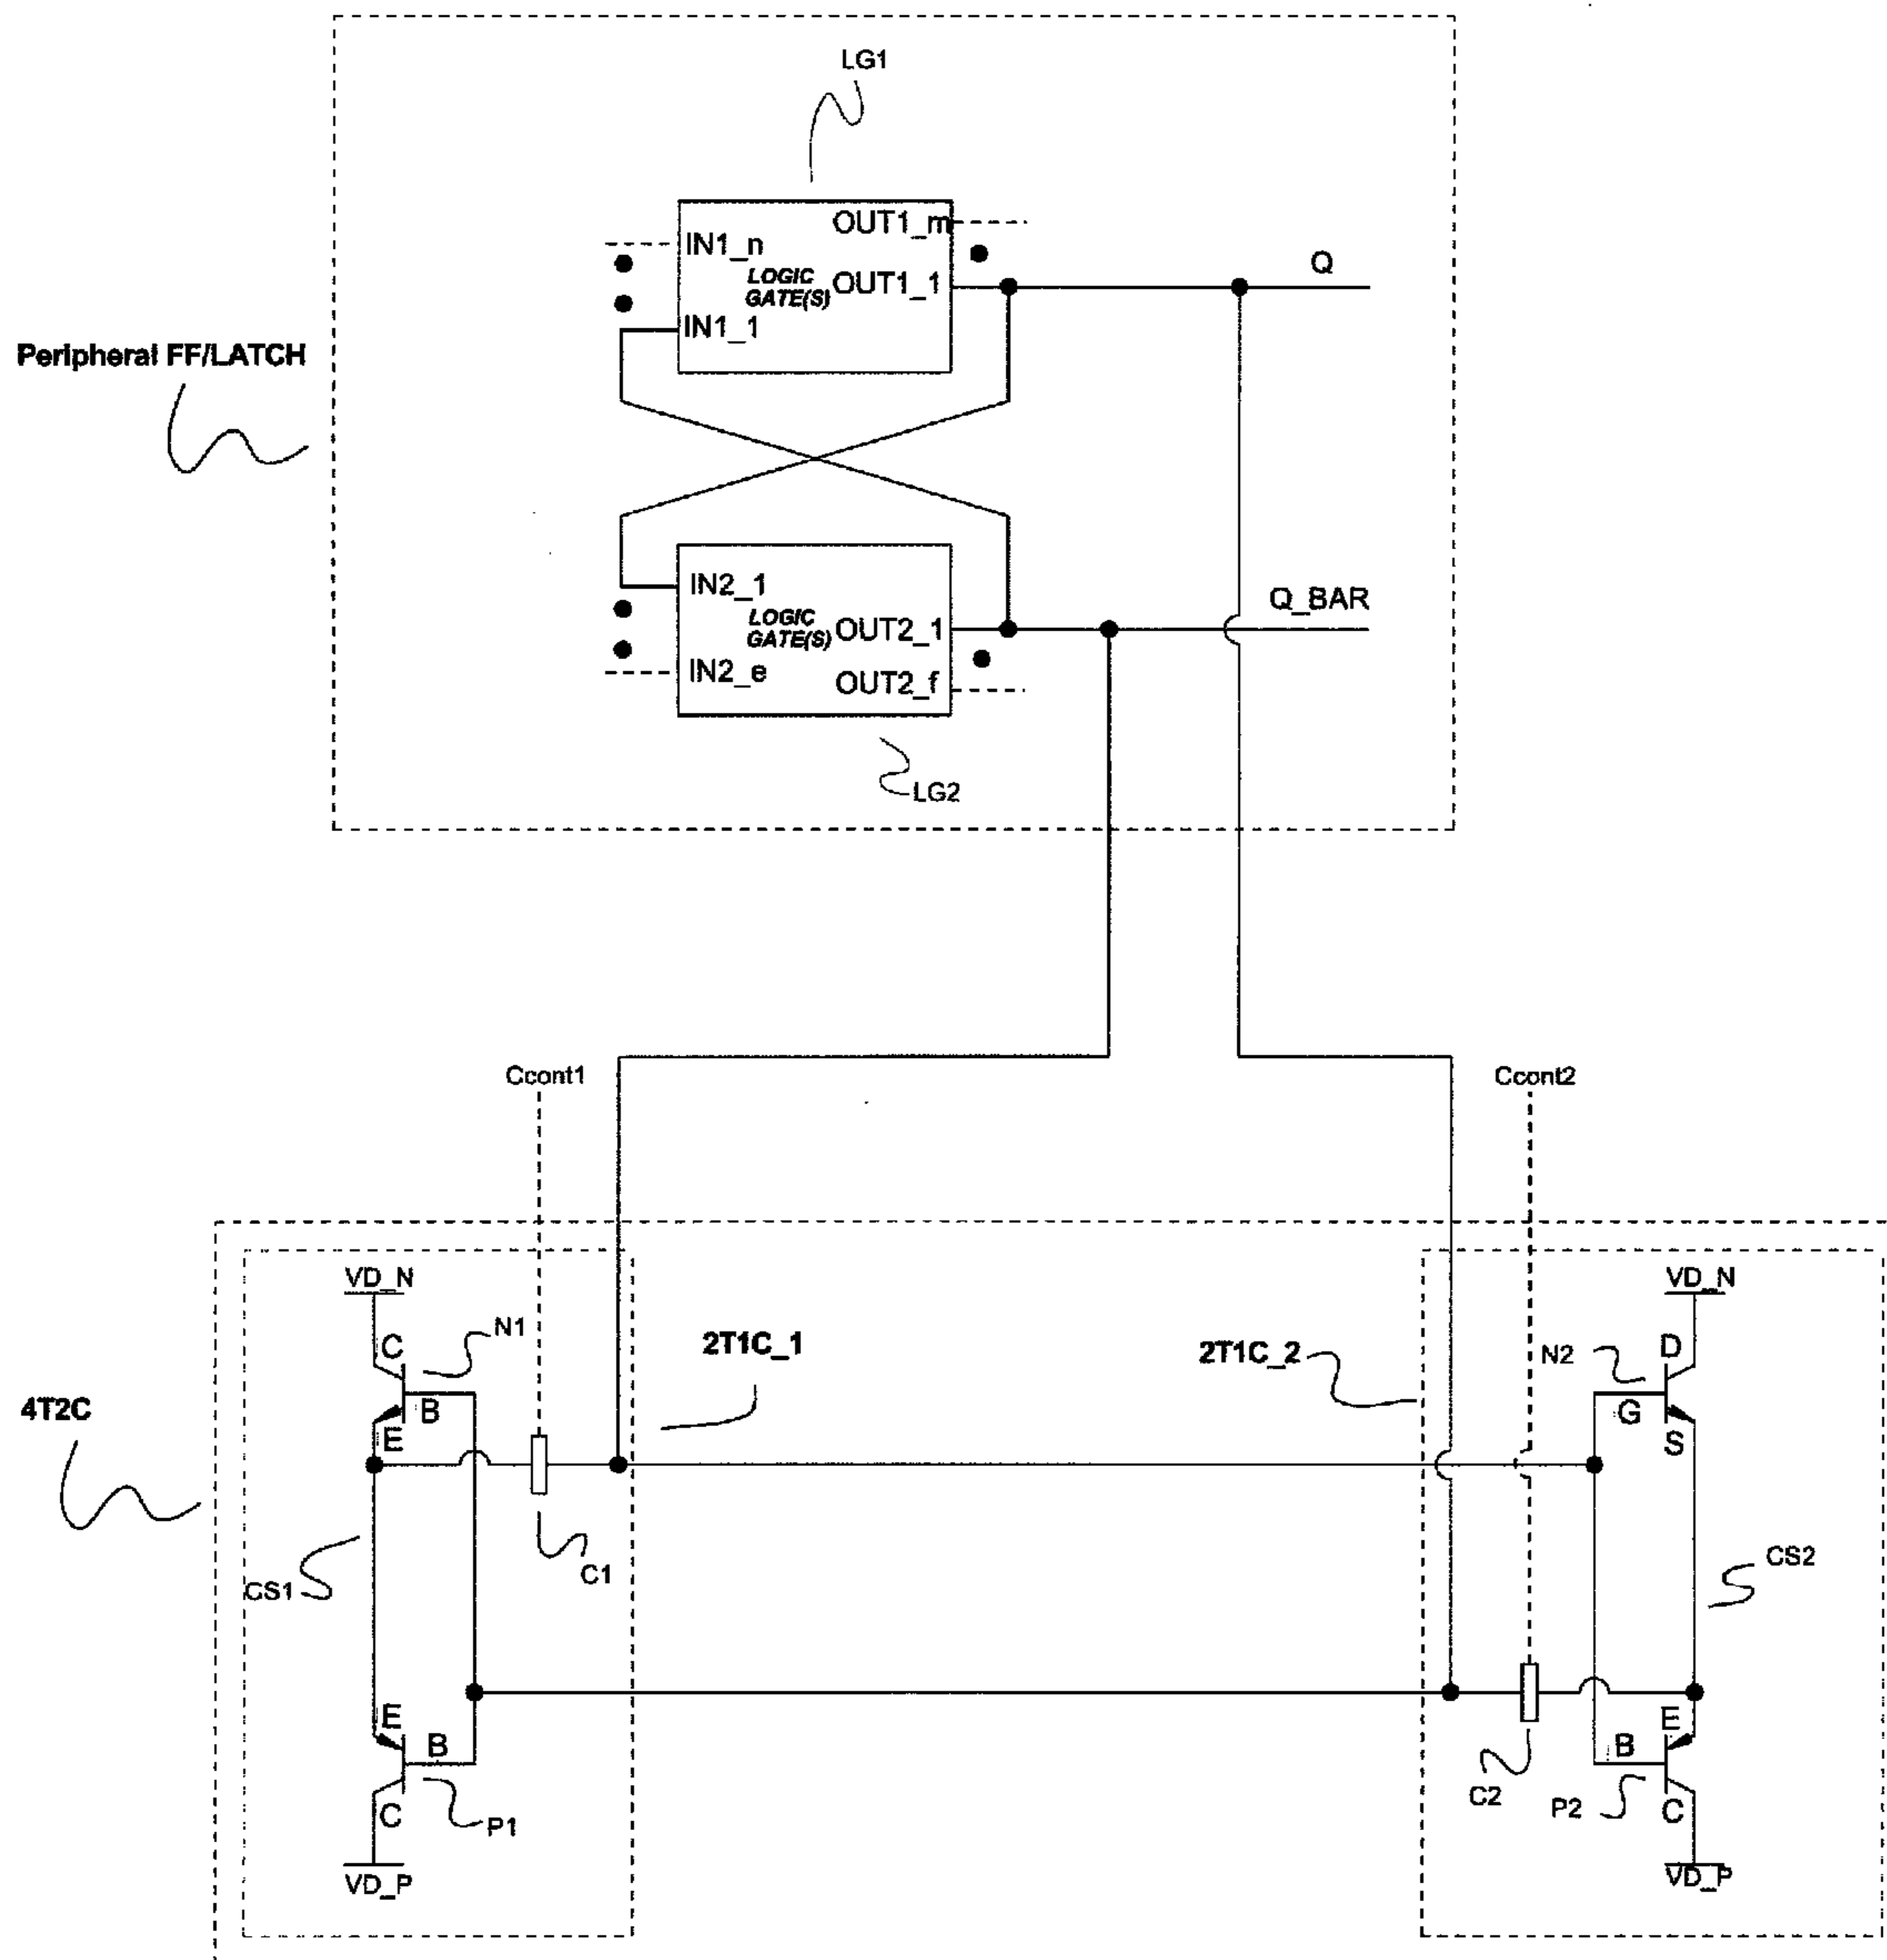 LG1
OUT1_m
IN1_n
LOGIC
GATE(S)
OUT1_1
Q
IN1_1
Peripheral FF/LATCH
IN2_1
LOGIC
GATE(S)
OUT2_1
Q_BAR
IN2_e
OUT2_f
LG2
Ccont1
Ccont2
VD_N
VD_N
N1
2T1C_1
2T1C_2
N2
C
D
4T2C
B
G
E
S
C1
CS1
CS2
E
E
B
B
C2
P2
C
C
P1
VD_P
VD_P